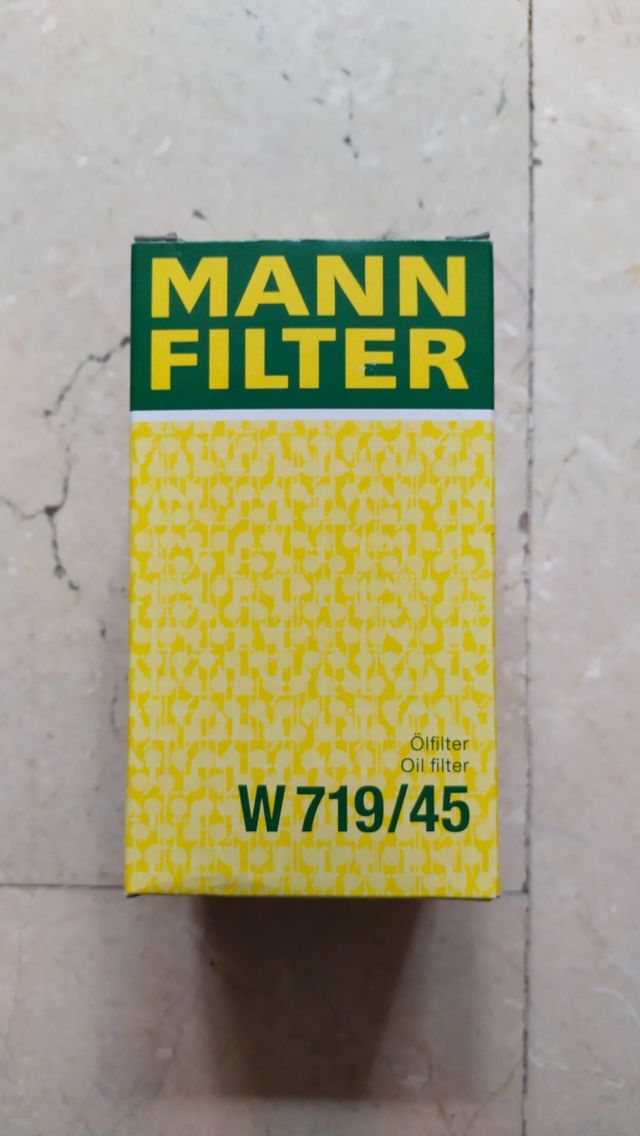 MANN
FILTER
Ölfilter
Oil filter
W 719/45